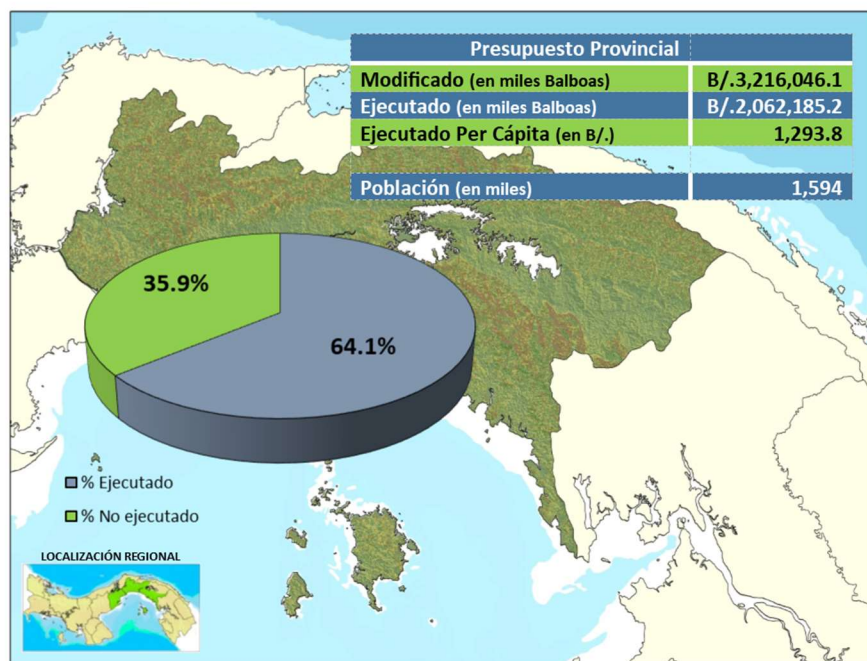 Presupuesto Provincial
Modificado (en miles Balboas) B/.3,216,046.1
Ejecutado (en miles Balboas) B/.2,062,185.2
Ejecutado Per Cápita (en B/.) 1,293.8
Población (en miles) 1,594
35.9%
64.1%
% Ejecutado
% No ejecutado
LOCALIZACIÓN REGIONAL